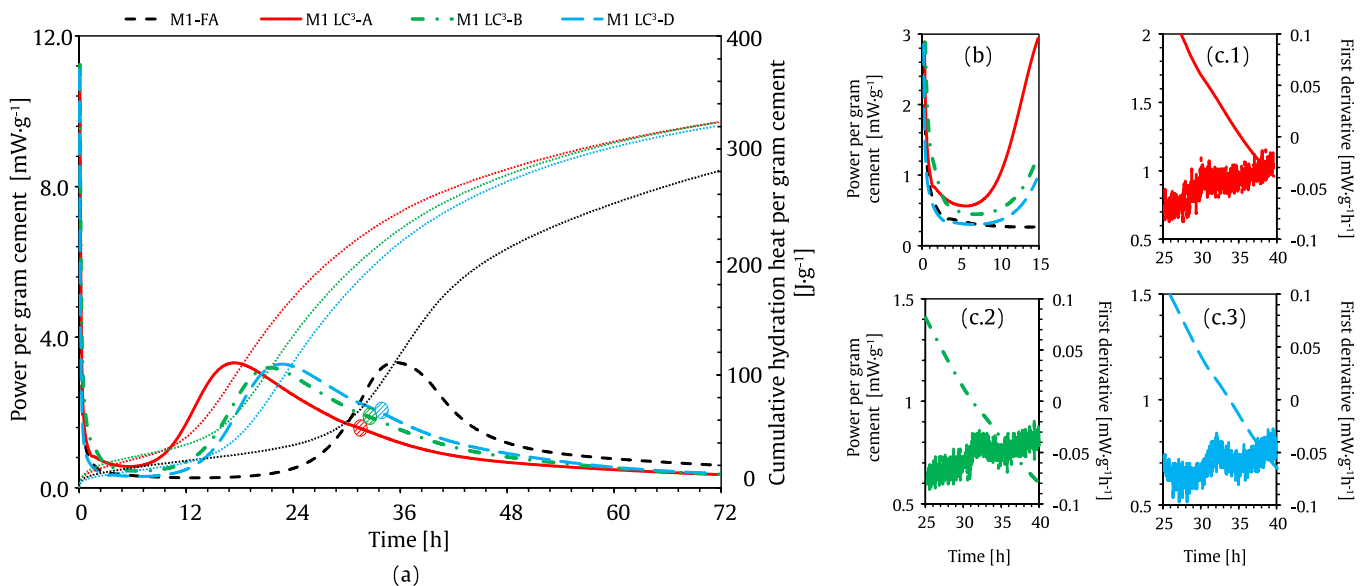 M1-FA M1 LC³-A M1 LC³-B M1 LC³-D
12.0
8.0
4.0
0.0
Power per gram cement [mW·g⁻¹]
400
300
200
100
0
Cumulative hydration heat per gram cement
[J·g⁻¹]
0 12 24 36 48 60 72
Time [h]
(a)
(b)
3
2
1
0
Power per gram
cement [mW·g⁻¹]
0 5 10 15
(c.1)
2
1.5
1
0.5
0.1
0.05
0
-0.05
-0.1
First derivative [mW·g⁻¹h⁻¹]
25 30 35 40
(c.2)
1.5
1
0.5
Power per gram
cement [mW·g⁻¹]
0.1
0.05
0
-0.05
-0.1
First derivative [mW·g⁻¹h⁻¹]
25 30 35 40
Time [h]
(c.3)
1.5
1
0.5
0.1
0.05
0
-0.05
-0.1
First derivative [mW·g⁻¹h⁻¹]
25 30 35 40
Time [h]